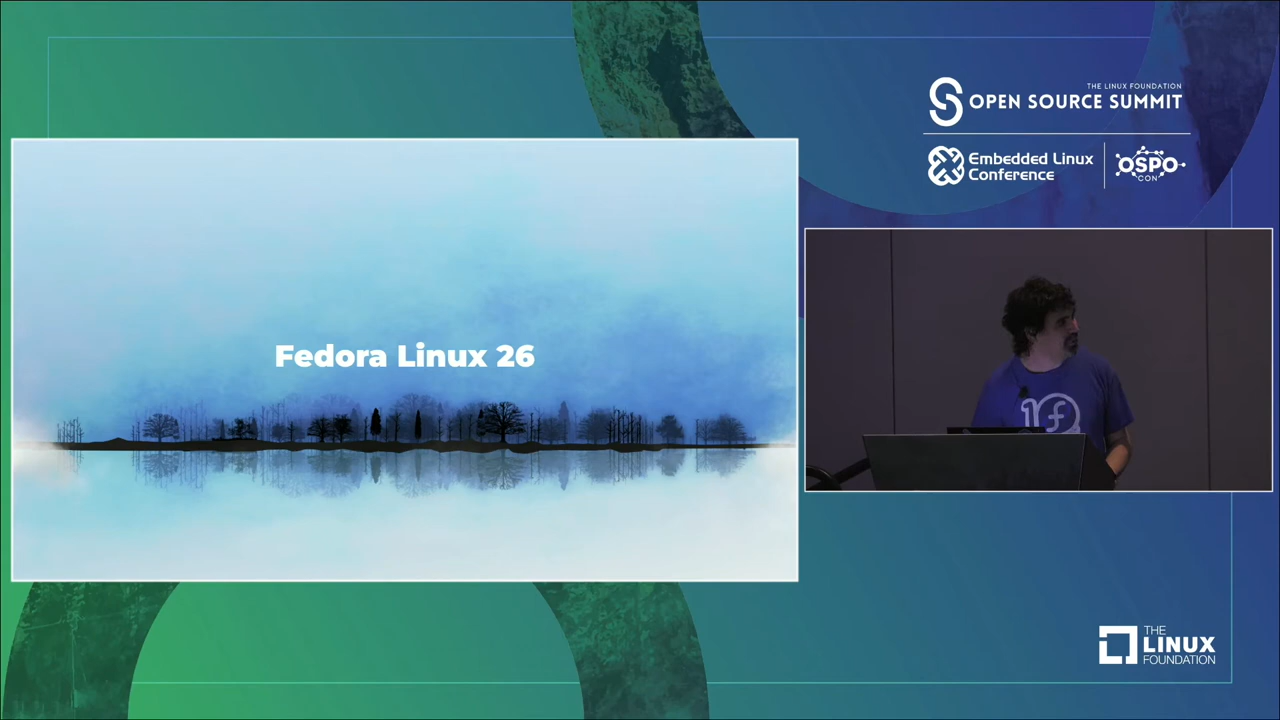 THE LINUX FOUNDATION
OPEN SOURCE SUMMIT
Embedded Linux
Conference
OSPO
CON
Fedora Linux 26
THE
LINUX
FOUNDATION